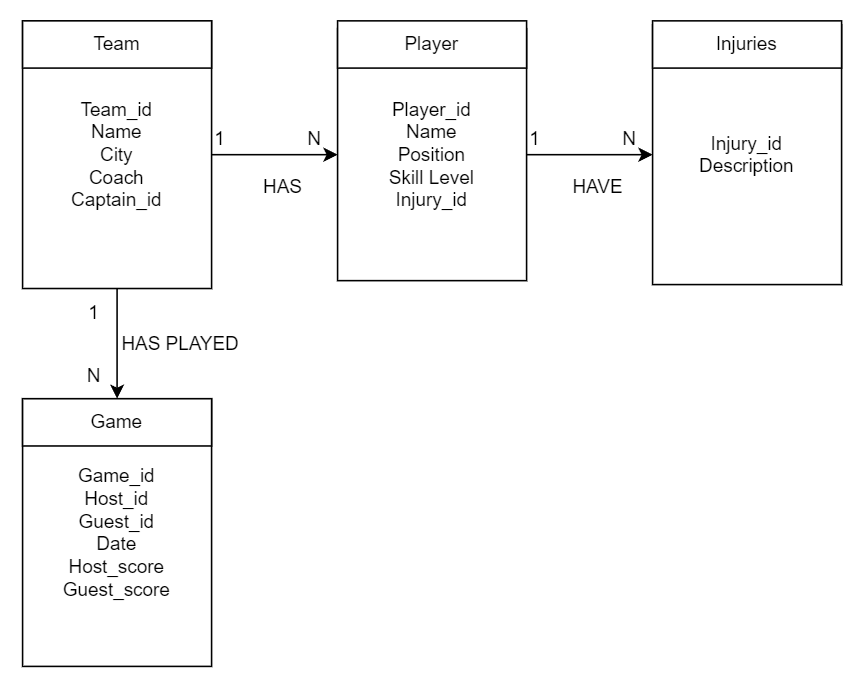 Team
Team_id
Name
City
Coach
Captain_id
1
N
HAS
Player
Player_id
Name
Position
Skill Level
Injury_id
1
N
HAVE
Injuries
Injury_id
Description
1
HAS PLAYED
N
Game
Game_id
Host_id
Guest_id
Date
Host_score
Guest_score